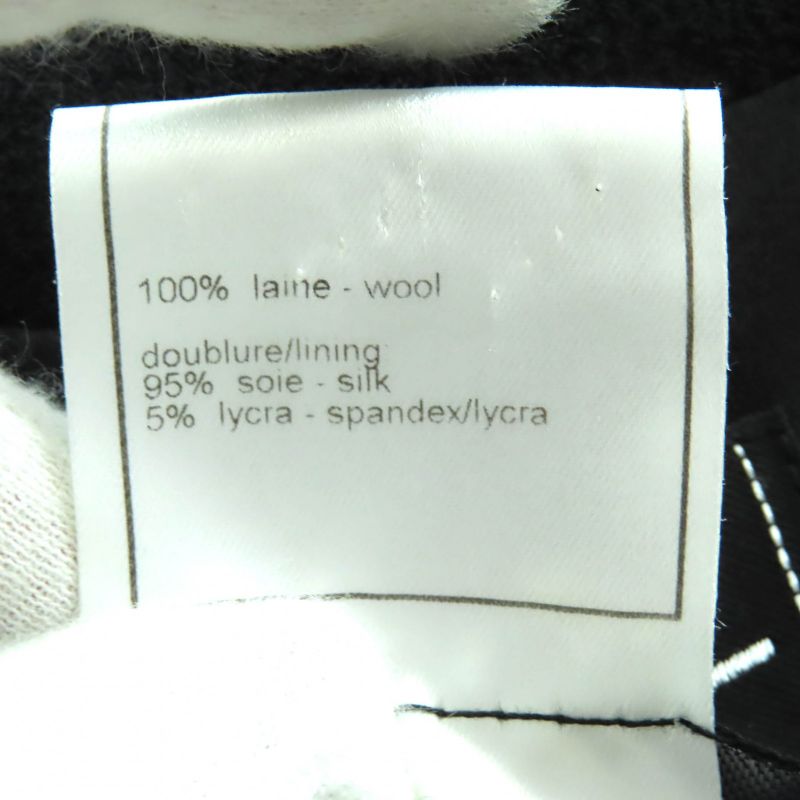 100% laine - wool
doublure/lining
95% soie - silk
5% lycra - spandex/lycra